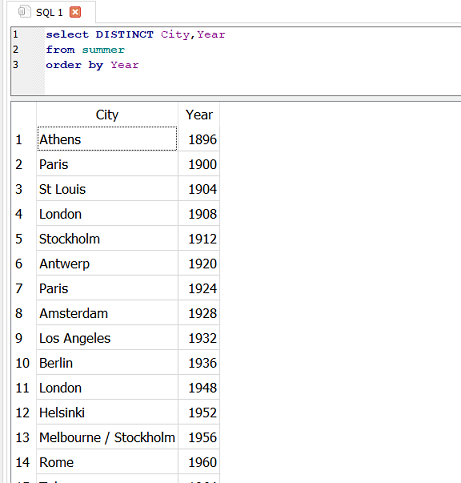 SQL 1
1 select DISTINCT City,Year
2 from summer
3 order by Year
City Year
1 Athens 1896
2 Paris 1900
3 St Louis 1904
4 London 1908
5 Stockholm 1912
6 Antwerp 1920
7 Paris 1924
8 Amsterdam 1928
9 Los Angeles 1932
10 Berlin 1936
11 London 1948
12 Helsinki 1952
13 Melbourne / Stockholm 1956
14 Rome 1960